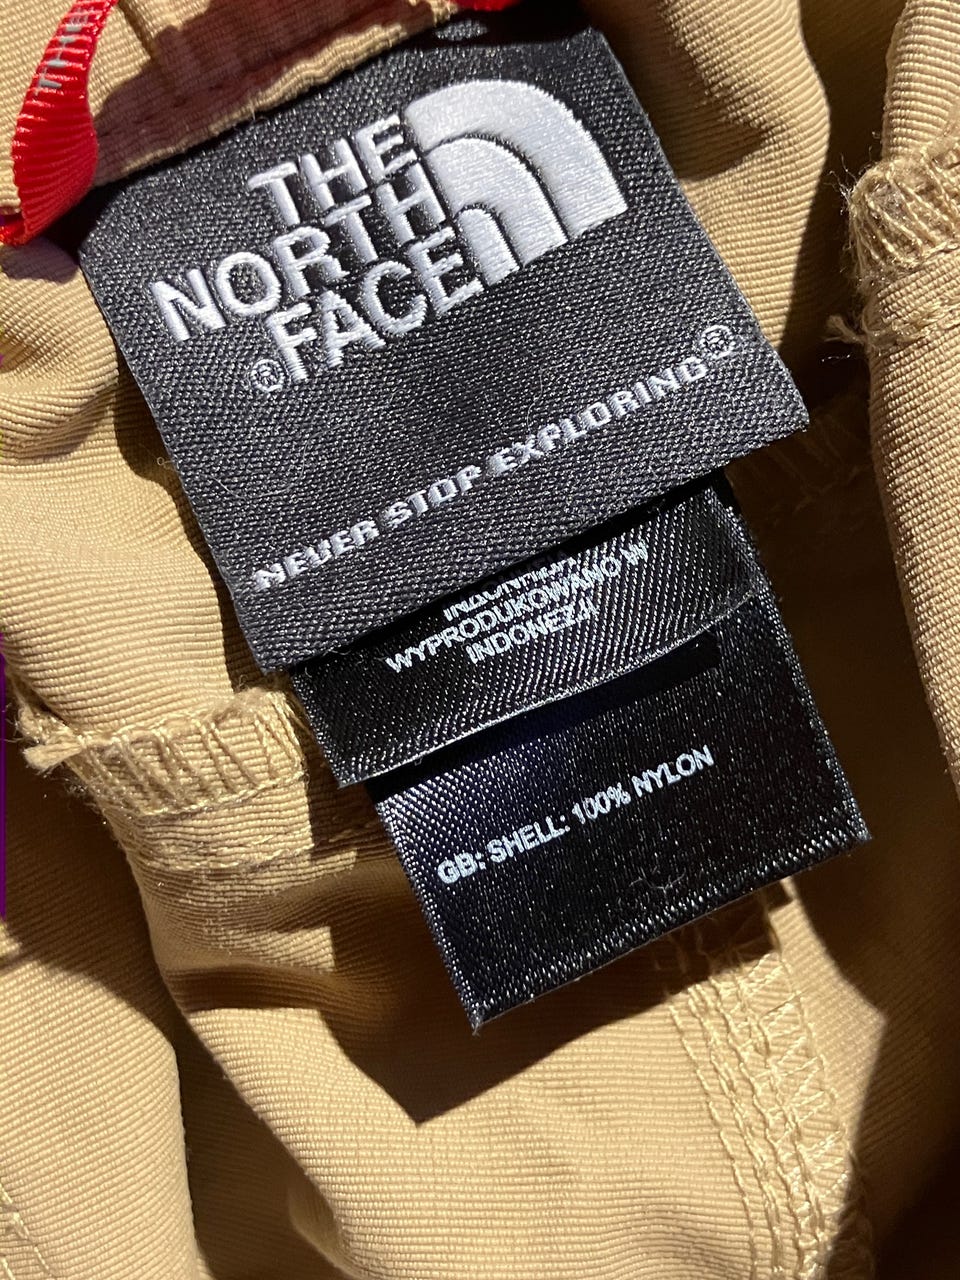 THE
NORTH
FACE®
NEVER STOP EXPLORING®
WYPRODUKOWANO W
INDONEZJI
GB: SHELL: 100% NYLON